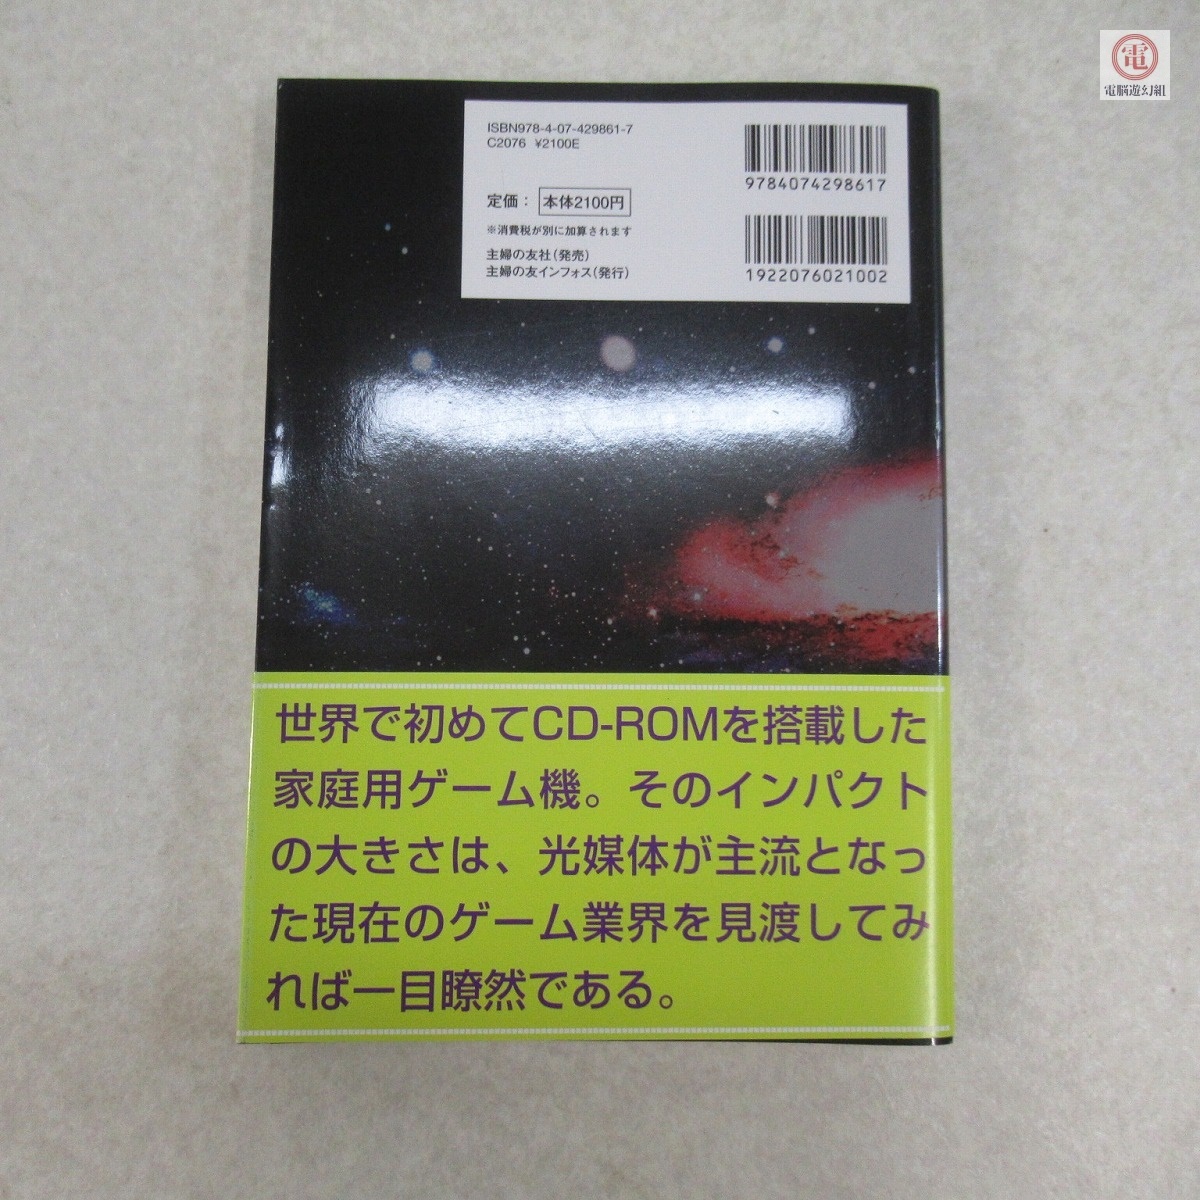 電
電脳遊幻組
ISBN978-4-07-429861-7
C2076 ¥2100E
9784074298617
定価： 本体2100円
※消費税が別に加算されます
主婦の友社（発売）
主婦の友インフォス（発行）
1922076021002
世界で初めてCD-ROMを搭載した
家庭用ゲーム機。そのインパクト
の大きさは、光媒体が主流となっ
た現在のゲーム業界を見渡してみ
れば一目瞭然である。